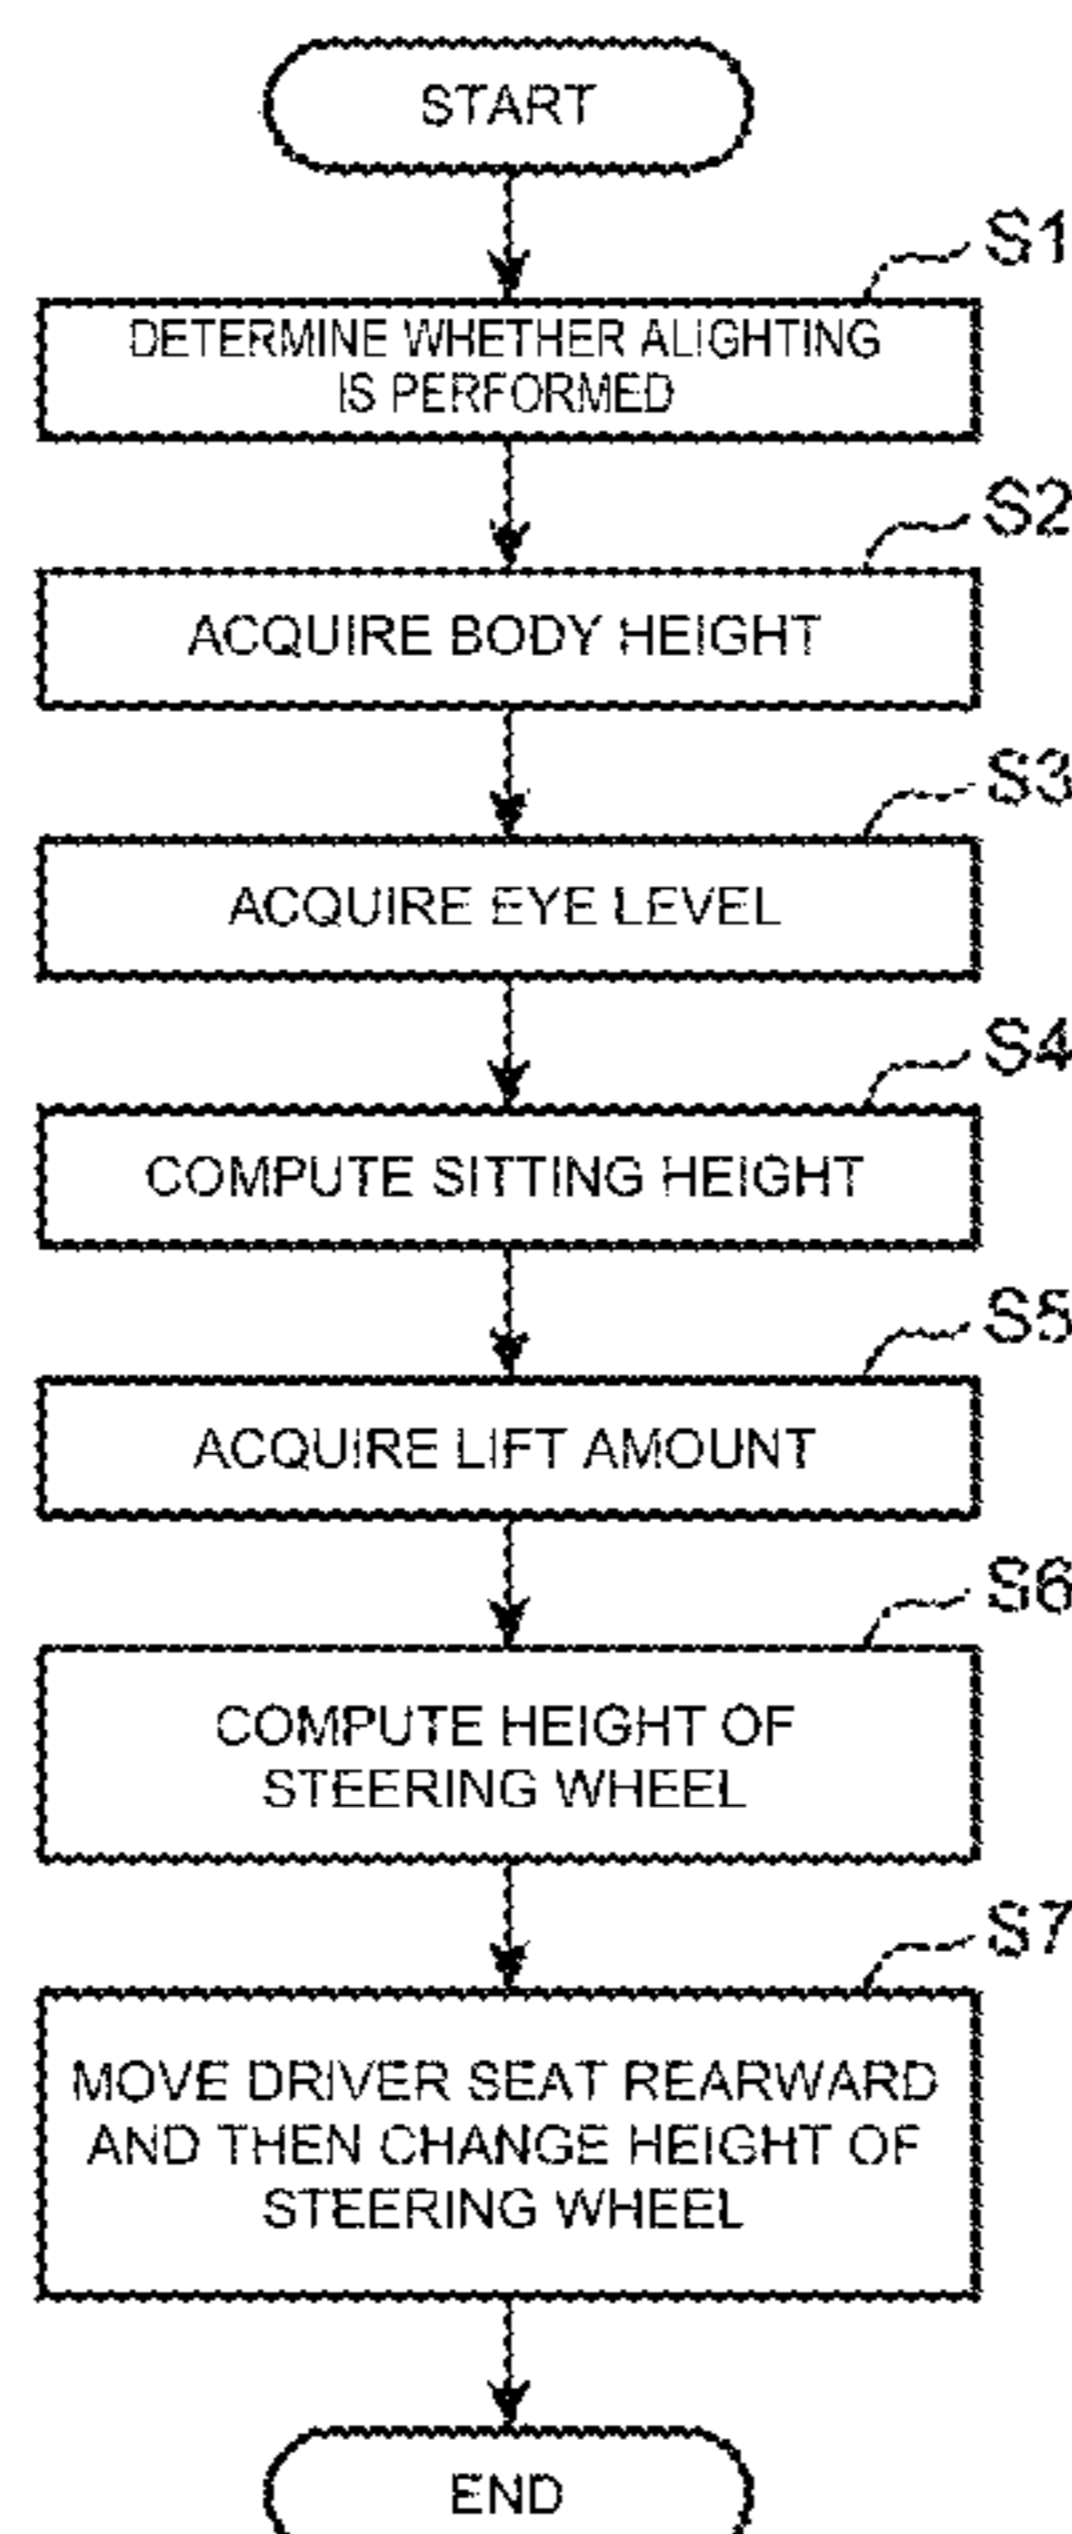 START
S1
DETERMINE WHETHER ALIGHTING
IS PERFORMED
S2
ACQUIRE BODY HEIGHT
S3
ACQUIRE EYE LEVEL
S4
COMPUTE SITTING HEIGHT
S5
ACQUIRE LIFT AMOUNT
S6
COMPUTE HEIGHT OF
STEERING WHEEL
S7
MOVE DRIVER SEAT REARWARD
AND THEN CHANGE HEIGHT OF
STEERING WHEEL
END